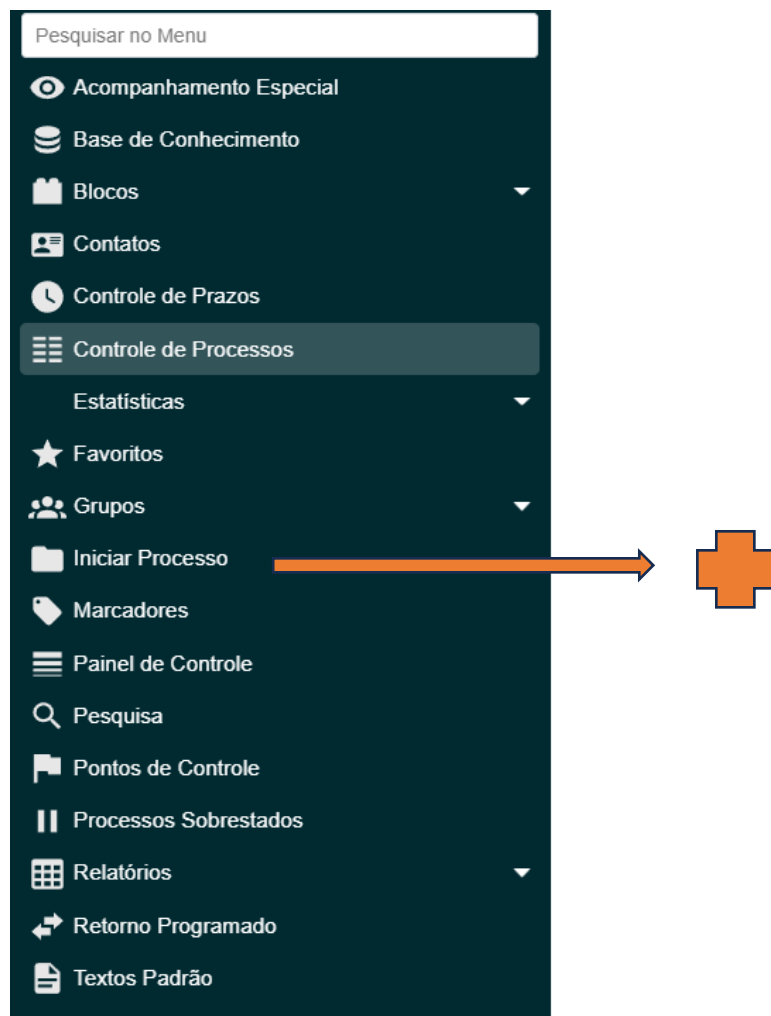 Pesquisar no Menu
Acompanhamento Especial
Base de Conhecimento
Blocos
Contatos
Controle de Prazos
Controle de Processos
Estatísticas
Favoritos
Grupos
Iniciar Processo
Marcadores
Painel de Controle
Pesquisa
Pontos de Controle
Processos Sobrestados
Relatórios
Retorno Programado
Textos Padrão